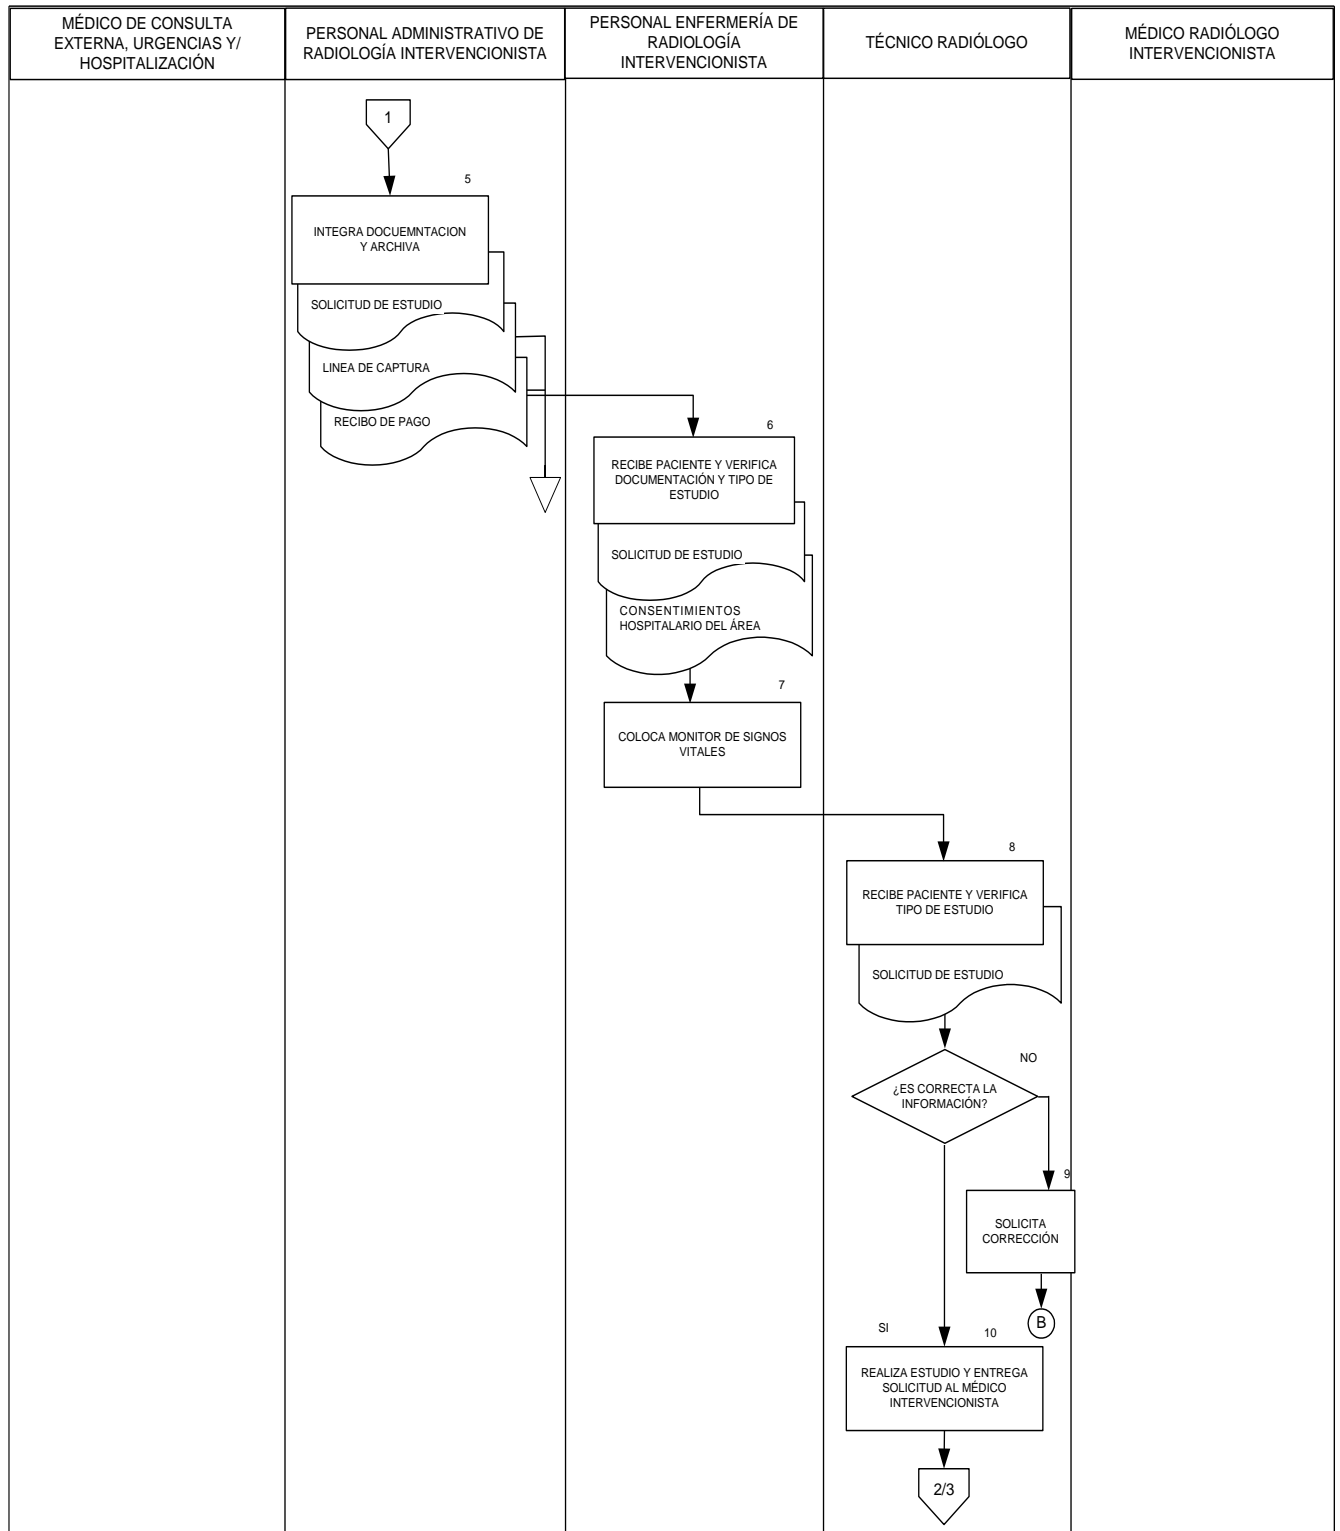 MÉDICO DE CONSULTA
EXTERNA, URGENCIAS Y/
HOSPITALIZACIÓN
PERSONAL ADMINISTRATIVO DE
RADIOLOGÍA INTERVENCIONISTA
PERSONAL ENFERMERÍA DE
RADIOLOGÍA
INTERVENCIONISTA
TÉCNICO RADIÓLOGO
MÉDICO RADIÓLOGO
INTERVENCIONISTA
1
5
INTEGRA DOCUEMNTACION
Y ARCHIVA
SOLICITUD DE ESTUDIO
LINEA DE CAPTURA
RECIBO DE PAGO
6
RECIBE PACIENTE Y VERIFICA
DOCUMENTACIÓN Y TIPO DE
ESTUDIO
SOLICITUD DE ESTUDIO
CONSENTIMIENTOS
HOSPITALARIO DEL ÁREA
7
COLOCA MONITOR DE SIGNOS
VITALES
8
RECIBE PACIENTE Y VERIFICA
TIPO DE ESTUDIO
SOLICITUD DE ESTUDIO
NO
¿ES CORRECTA LA
INFORMACIÓN?
9
SOLICITA
CORRECCIÓN
B
SI
10
REALIZA ESTUDIO Y ENTREGA
SOLICITUD AL MÉDICO
INTERVENCIONISTA
2/3